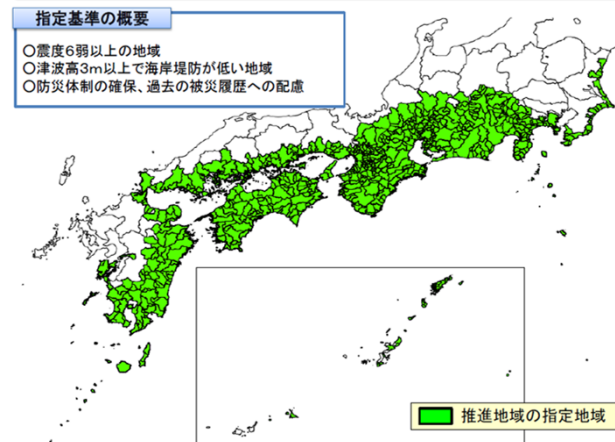 指定基準の概要
○震度6弱以上の地域
○津波高3m以上で海岸堤防が低い地域
○防災体制の確保、過去の被災履歴への配慮
推進地域の指定地域